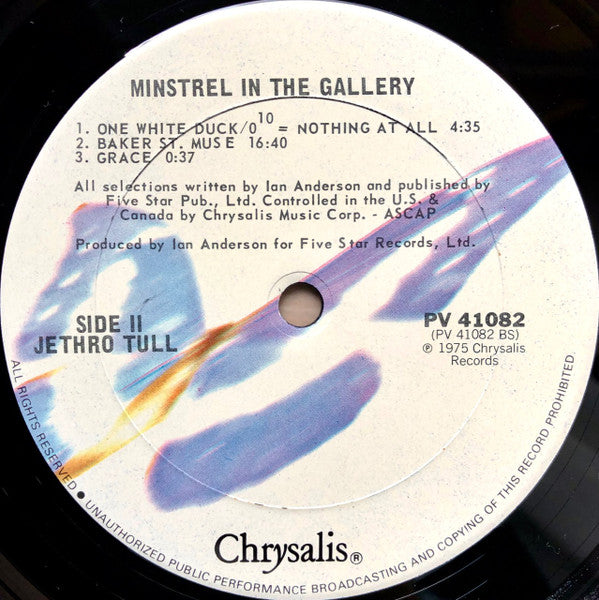 MINSTREL IN THE GALLERY
1. ONE WHITE DUCK/0¹⁰ = NOTHING AT ALL 4:35
2. BAKER ST. MUSE 16:40
3. GRACE 0:37
All selections written by Ian Anderson and published by
Five Star Pub., Ltd. Controlled in the U.S. &
Canada by Chrysalis Music Corp. - ASCAP
Produced by Ian Anderson for Five Star Records, Ltd.
SIDE II
JETHRO TULL
PV 41082
(PV 41082 BS)
℗ 1975 Chrysalis
Records
Chrysalis®
ALL RIGHTS RESERVED ● UNAUTHORIZED PUBLIC PERFORMANCE BROADCASTING AND COPYING OF THIS RECORD PROHIBITED